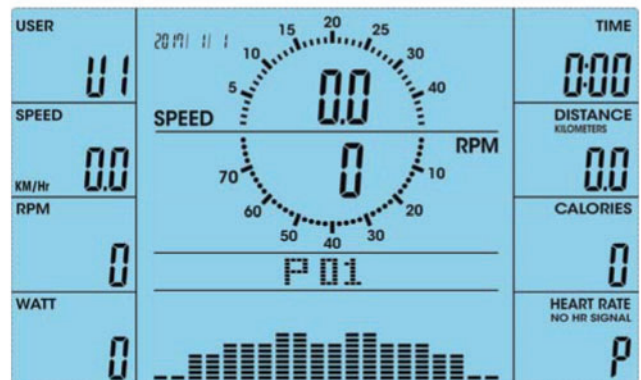 USER
U1
SPEED
KM/Hr 0.0
RPM
0
WATT
0
2017/ 1/ 1
5 10 15 20 25 30 40
SPEED 0.0
RPM 0
70 60 50 40 30 20 10
P 01
TIME
0:00
DISTANCE
KILOMETERS
0.0
CALORIES
0
HEART RATE
NO HR SIGNAL
P